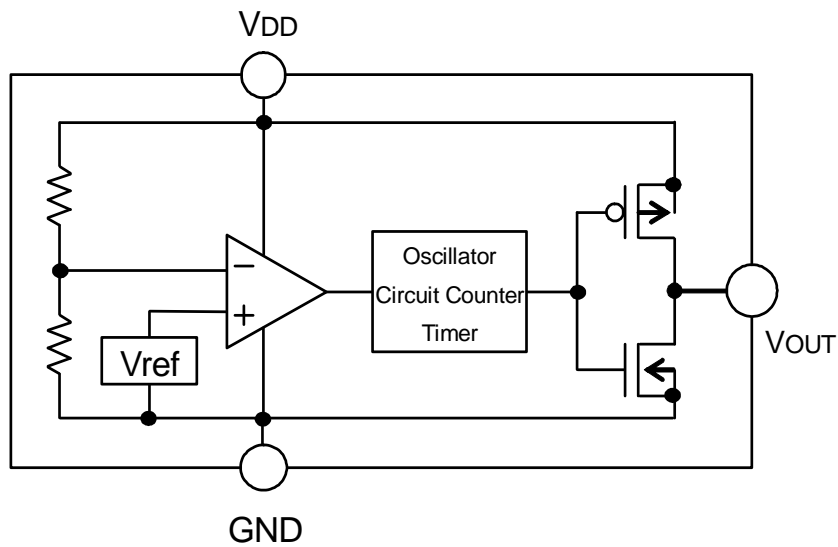 VDD
−
+
Vref
Oscillator
Circuit Counter
Timer
VOUT
GND